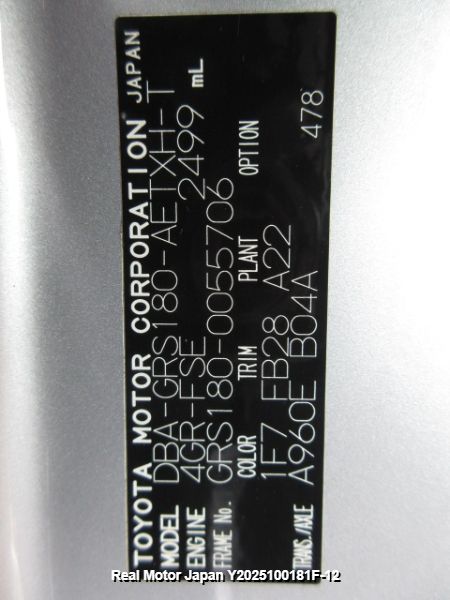 TOYOTA MOTOR CORPORATION JAPAN
MODEL DBA-GRS180-AETXH-T
ENGINE 4GR-FSE 2499 mL
FRAME No. GRS180-0055706
COLOR TRIM PLANT OPTION
1F7 FB28 A22 478
TRANS./AXLE A960E B04A
Real Motor Japan Y2025100181F-12